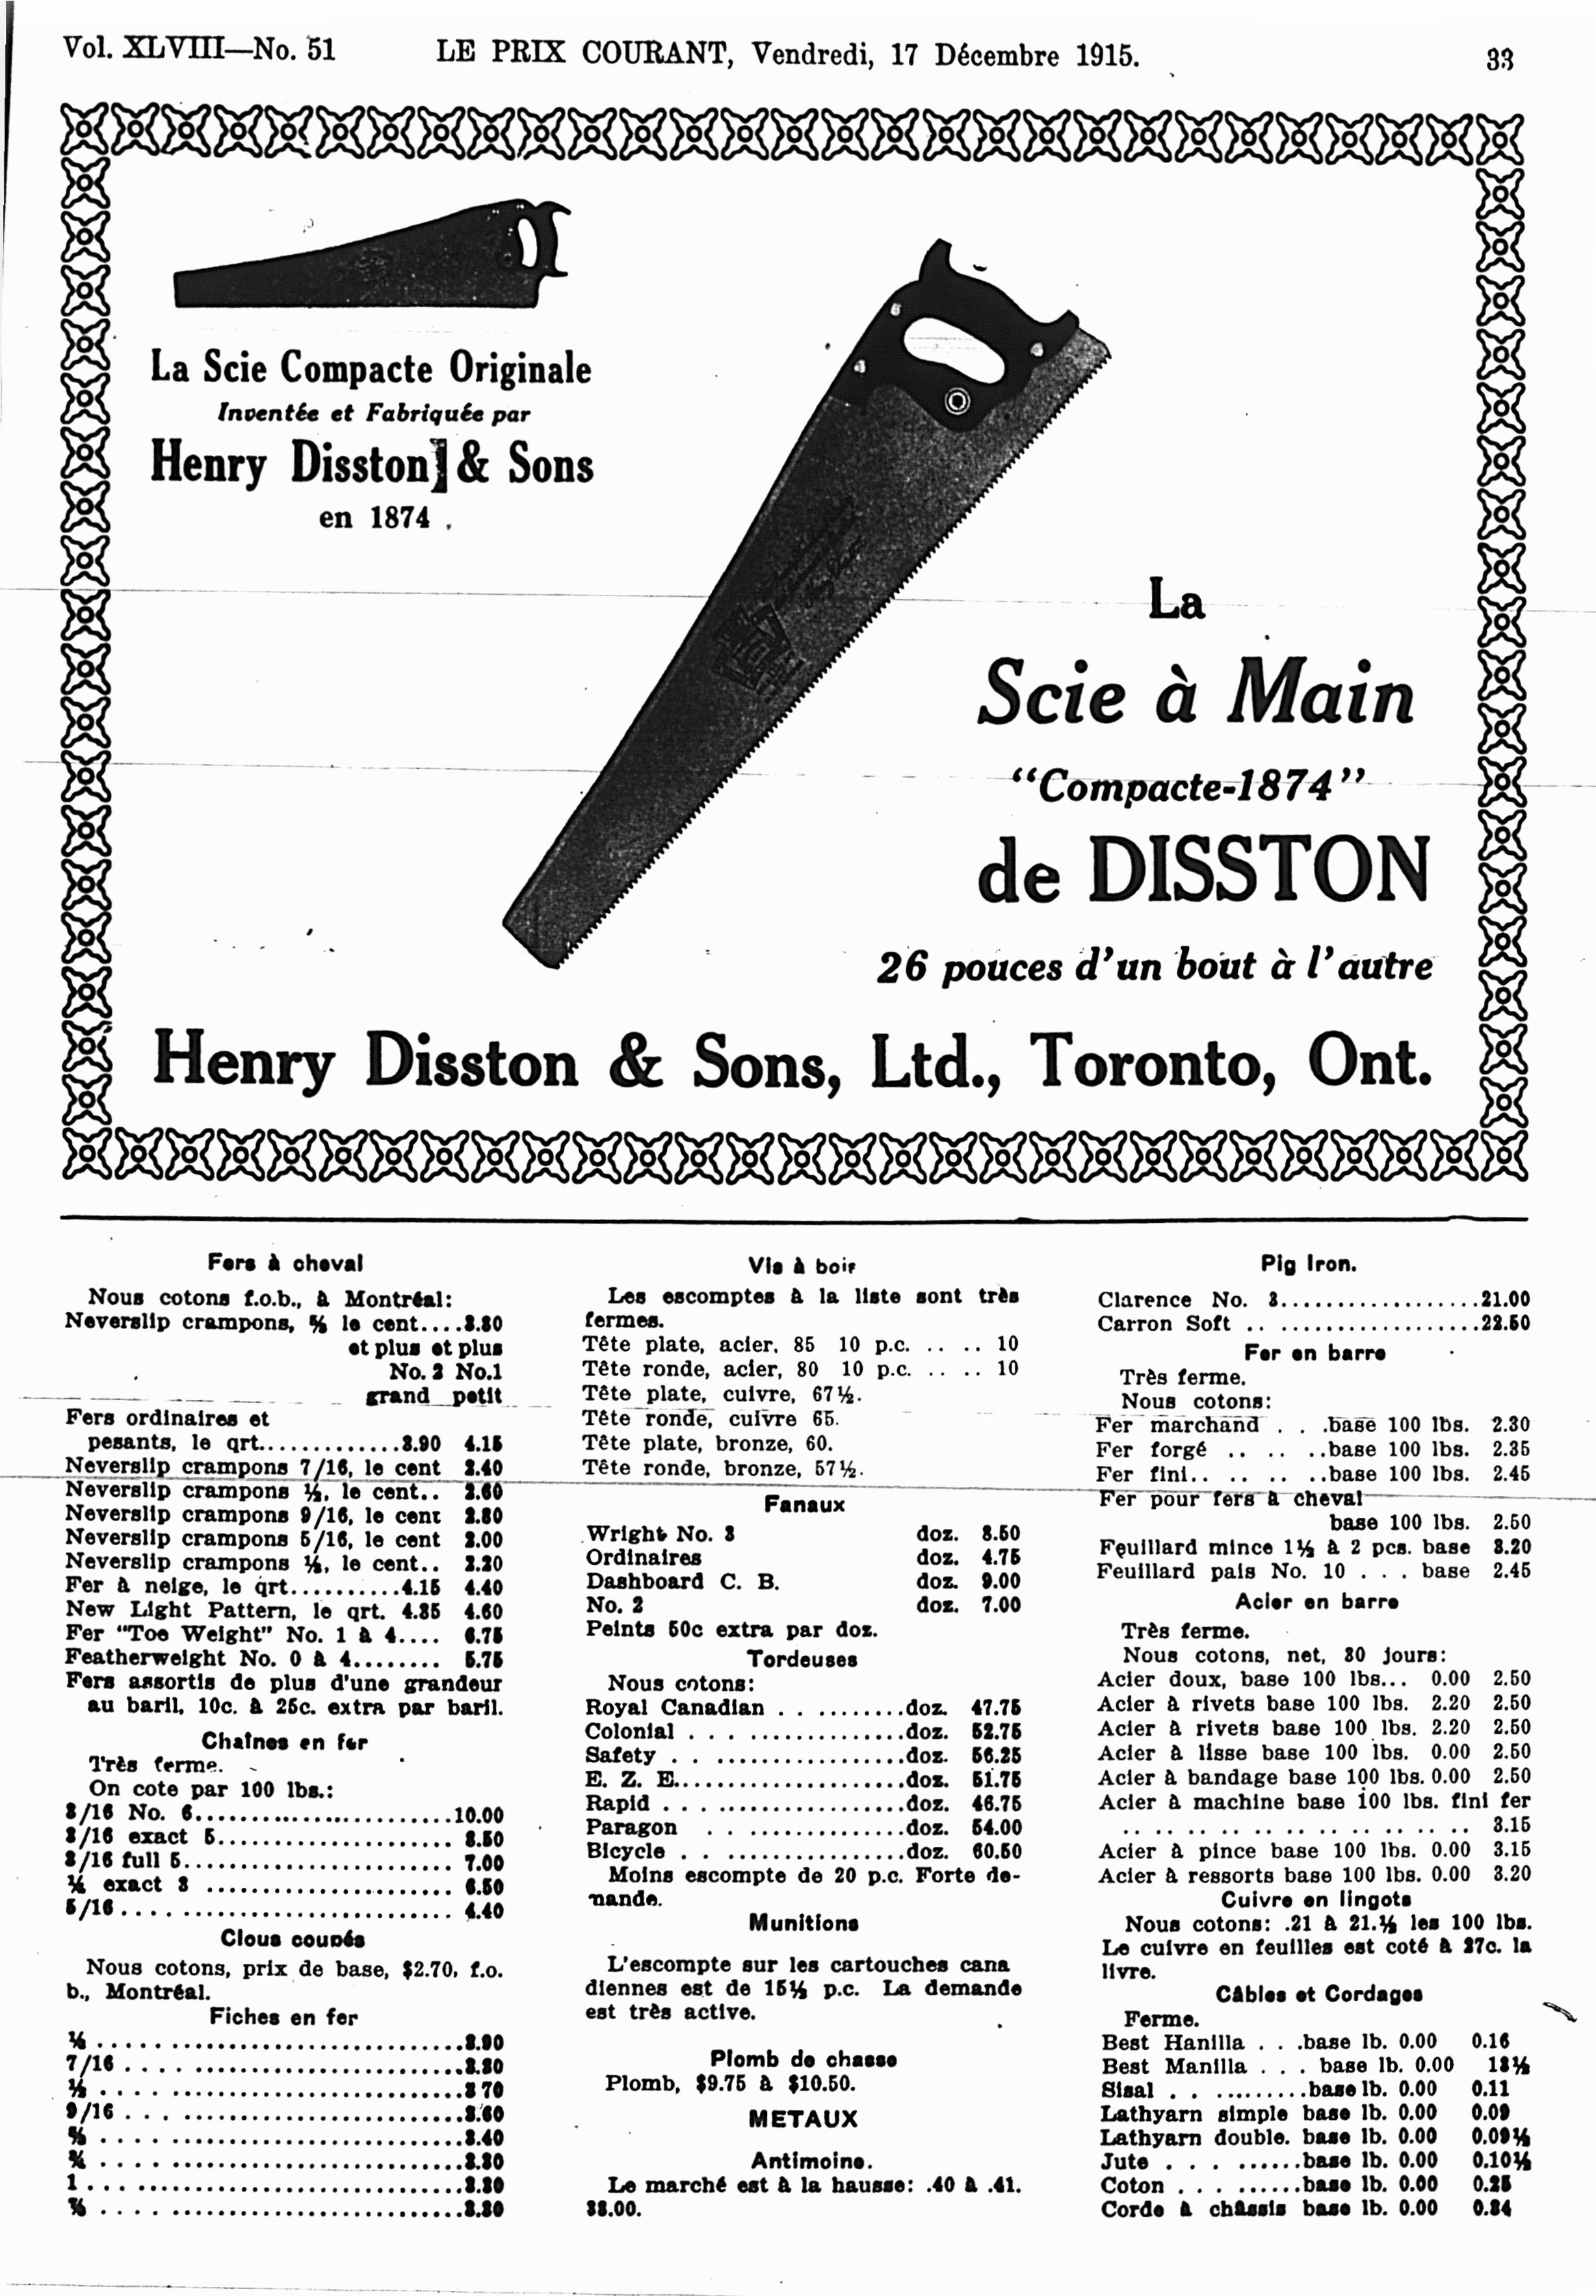 Vol. XLVIII—No. 51 LE PRIX COURANT, Vendredi, 17 Décembre 1915. 33
La Scie Compacte Originale
Inventée et Fabriquée par
Henry Disston & Sons
en 1874
La
Scie à Main
“Compacte-1874”
de DISSTON
26 pouces d'un bout à l'autre
Henry Disston & Sons, Ltd., Toronto, Ont.
Fers à cheval
Nous cotons f.o.b., à Montréal:
Neverslip crampons, ⅝ le cent....3.80
et plus et plus
No. 2 No.1
grand petit
Fers ordinaires et
pesants, le qrt.............3.90 4.15
Neverslip crampons 7/16, le cent 2.40
Neverslip crampons ½, le cent.. 2.60
Neverslip crampons 9/16, le cent 2.80
Neverslip crampons 5/16, le cent 2.00
Neverslip crampons ⅜, le cent.. 2.20
Fer à neige, le qrt..........4.15 4.40
New Light Pattern, le qrt. 4.35 4.60
Fer "Toe Weight" No. 1 à 4.... 6.75
Featherweight No. 0 à 4........ 5.75
Fers assortis de plus d'une grandeur
au baril, 10c. à 25c. extra par baril.
Chaînes en fer
Très ferme.
On cote par 100 lbs.:
3/16 No. 6.......................10.00
3/16 exact 5..................... 8.50
3/16 full 5........................ 7.00
¼ exact 3 ...................... 6.50
5/16............................. 4.40
Clous coupés
Nous cotons, prix de base, $2.70, f.o.
b., Montréal.
Fiches en fer
.................................3.90
7/16..............................3.80
½.................................3 70
9/16..............................3.60
⅝.................................3.40
¾.................................3.30
1.................................3.30
.................................3.30
Vis à bois
Les escomptes à la liste sont très
fermes.
Tête plate, acier, 85 10 p.c. .. .. 10
Tête ronde, acier, 80 10 p.c. .. .. 10
Tête plate, cuivre, 67½.
Tête ronde, cuivre 65.
Tête plate, bronze, 60.
Tête ronde, bronze, 57½.
Fanaux
Wright No. 3 doz. 8.50
Ordinaires doz. 4.75
Dashboard C. B. doz. 9.00
No. 2 doz. 7.00
Peints 50c extra par doz.
Tordeuses
Nous cotons:
Royal Canadian . . .........doz. 47.75
Colonial . . . ...............doz. 52.75
Safety . . .................doz. 56.25
E. Z. E....................doz. 51.75
Rapid . . . .................doz. 46.75
Paragon . . ..............doz. 54.00
Bicycle . . ................doz. 60.50
Moins escompte de 20 p.c. Forte de-
mande.
Munitions
L'escompte sur les cartouches cana
diennes est de 15½ p.c. La demande
est très active.
Plomb de chasse
Plomb, $9.75 à $10.50.
METAUX
Antimoine.
Le marché est à la hausse: .40 à .41.
38.00.
Pig Iron.
Clarence No. 3..................21.00
Carron Soft .. ..................22.50
Fer en barre
Très ferme.
Nous cotons:
Fer marchand . . .base 100 lbs. 2.30
Fer forgé .. .. ..base 100 lbs. 2.35
Fer fini.. .. .. ..base 100 lbs. 2.45
Fer pour fers à cheval
base 100 lbs. 2.50
Feuillard mince 1½ à 2 pcs. base 3.20
Feuillard pais No. 10 . . . base 2.45
Acier en barre
Très ferme.
Nous cotons, net, 30 jours:
Acier doux, base 100 lbs... 0.00 2.50
Acier à rivets base 100 lbs. 2.20 2.50
Acier à rivets base 100 lbs. 2.20 2.50
Acier à lisse base 100 lbs. 0.00 2.50
Acier à bandage base 100 lbs. 0.00 2.50
Acier à machine base 100 lbs. fini fer
.. .. .. .. .. .. .. .. .. .. 3.15
Acier à pince base 100 lbs. 0.00 3.15
Acier à ressorts base 100 lbs. 0.00 3.20
Cuivre en lingots
Nous cotons: .21 à 21.½ les 100 lbs.
Le cuivre en feuilles est coté à 27c. la
livre.
Câbles et Cordages
Ferme.
Best Hanilla . . .base lb. 0.00 0.16
Best Manilla . . . base lb. 0.00 18½
Sisal . . .........base lb. 0.00 0.11
Lathyarn simple base lb. 0.00 0.09
Lathyarn double. base lb. 0.00 0.09½
Jute . . . ......base lb. 0.00 0.10½
Coton . . . ......base lb. 0.00 0.25
Corde à châssis base lb. 0.00 0.34